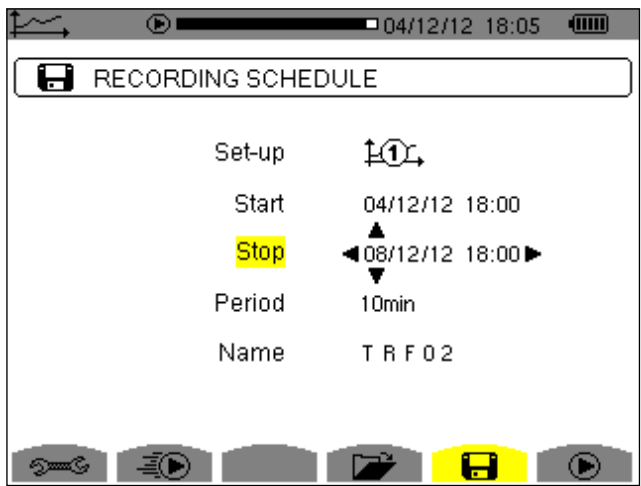 04/12/12 18:05
RECORDING SCHEDULE
Set-up 1
Start 04/12/12 18:00
Stop 08/12/12 18:00
Period 10min
Name T R F 0 2